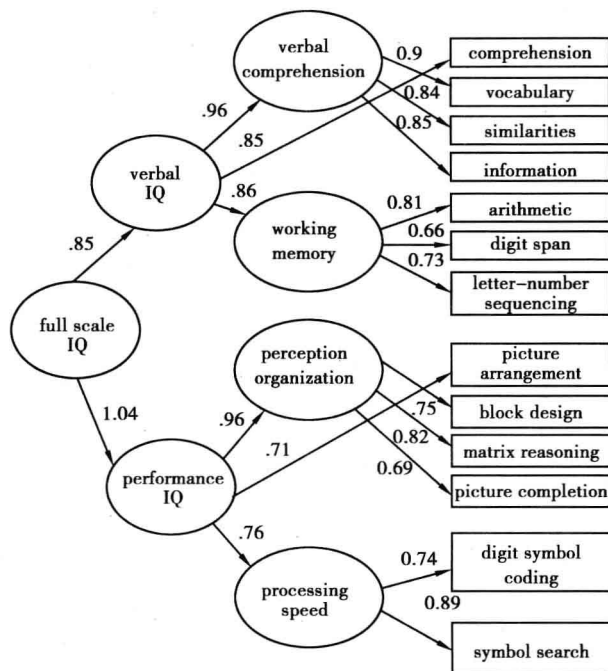 verbal
comprehension
0.9
comprehension
vocabulary
.96
0.84
.85
0.85
similarities
information
verbal
IQ
.86
0.81
arithmetic
working
memory
0.66
digit span
0.73
letter–number
sequencing
.85
full scale
IQ
perception
organization
picture
arrangement
1.04
.96
.75
block design
.71
0.82
matrix reasoning
0.69
picture completion
performance
IQ
.76
0.74
digit symbol
coding
processing
speed
0.89
symbol search